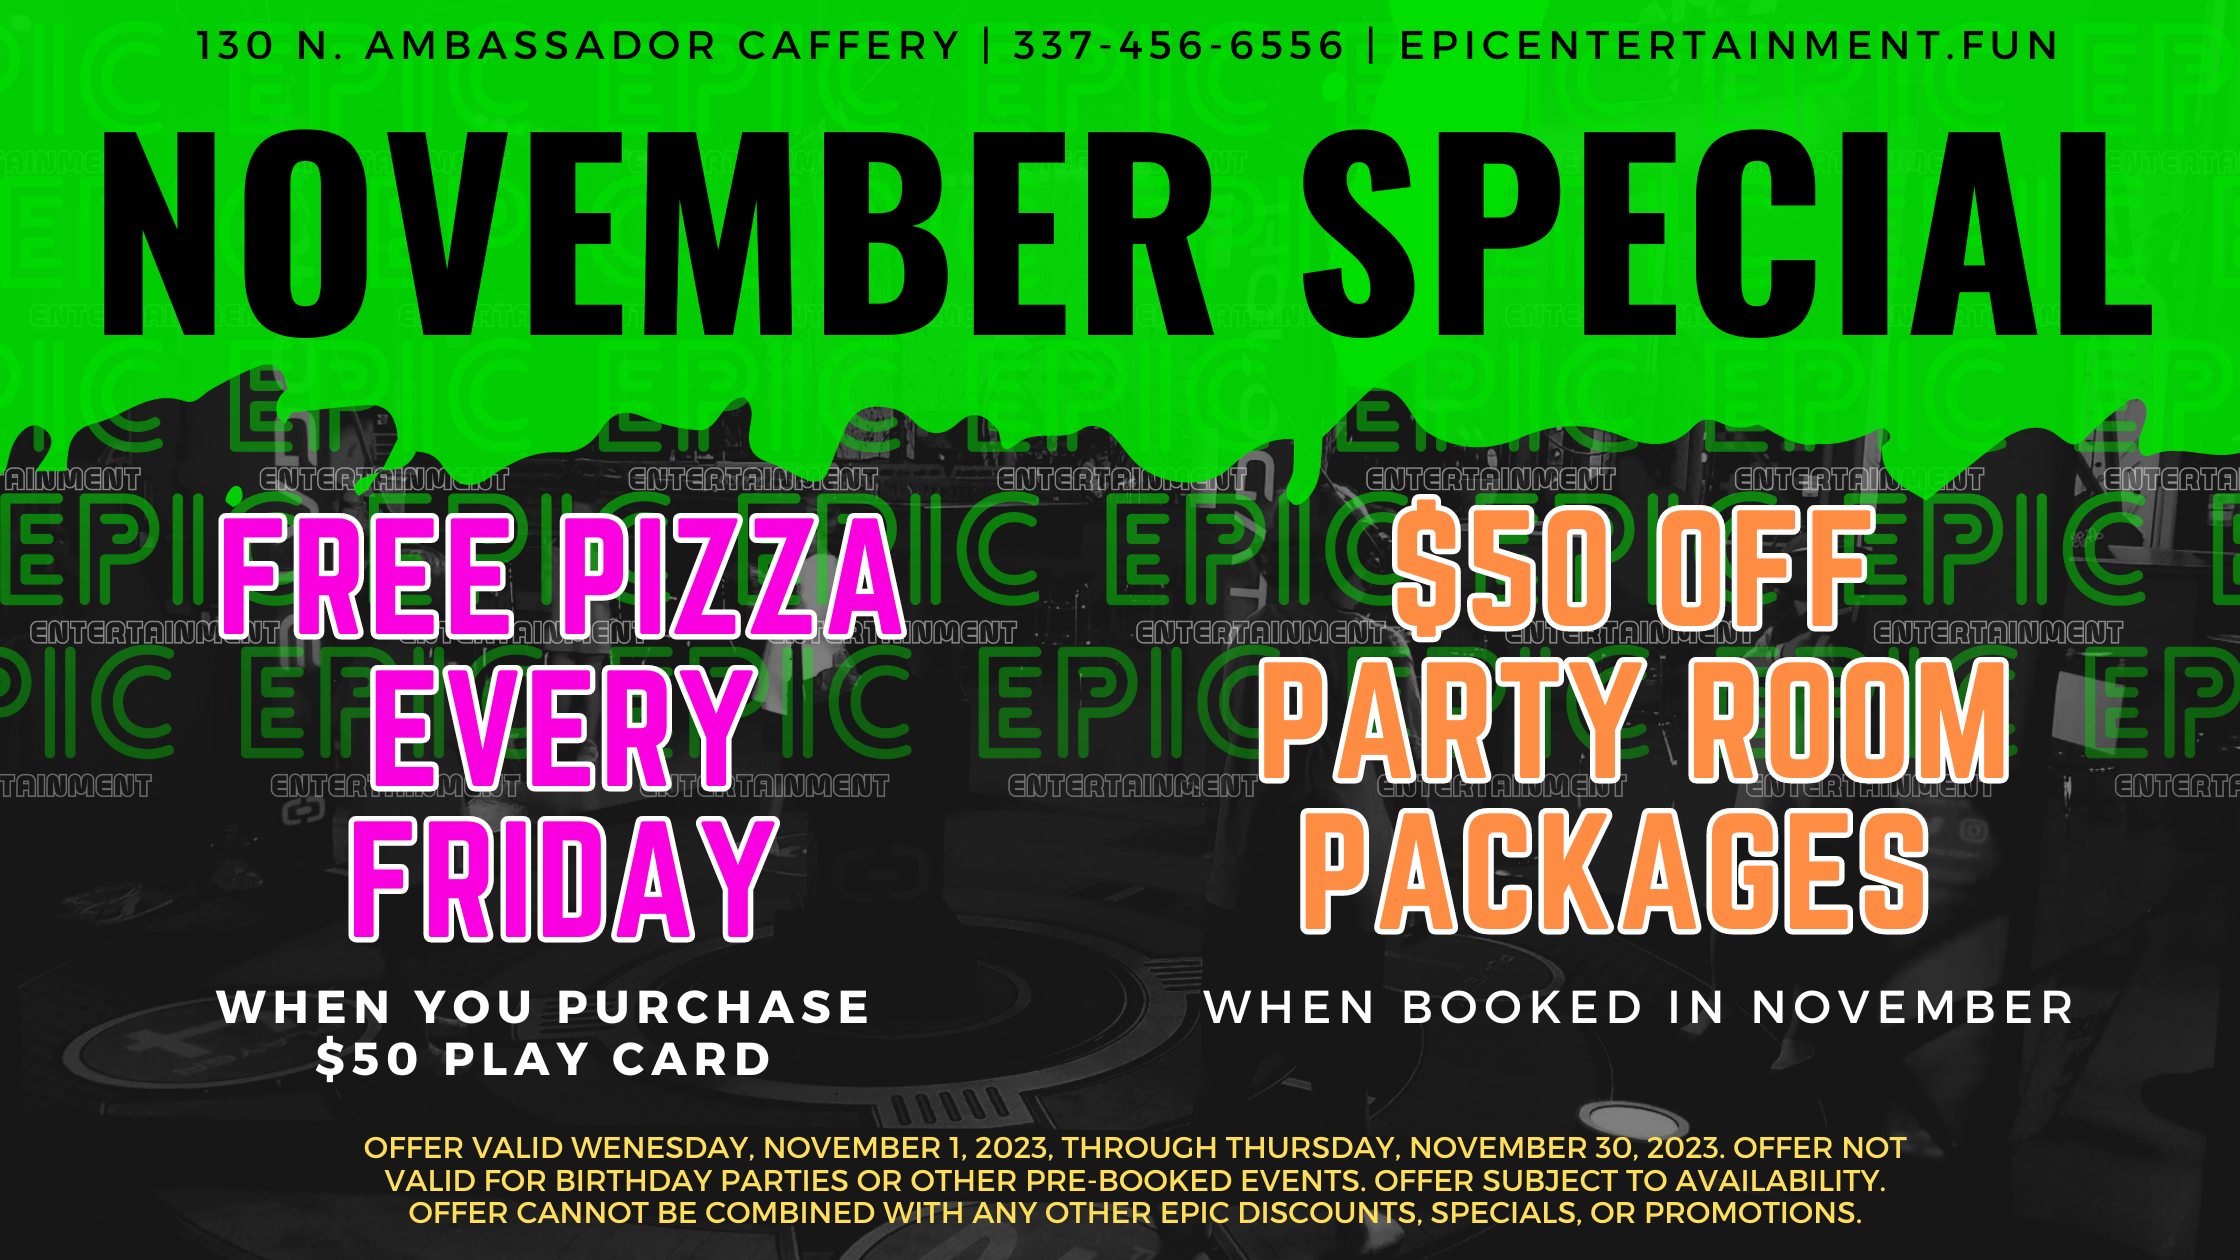 130 N. AMBASSADOR CAFFERY | 337-456-6556 | EPICENTERTAINMENT.FUN
NOVEMBER SPECIAL
FREE PIZZA
EVERY
FRIDAY
WHEN YOU PURCHASE
$50 PLAY CARD
$50 OFF
PARTY ROOM
PACKAGES
WHEN BOOKED IN NOVEMBER
OFFER VALID WENESDAY, NOVEMBER 1, 2023, THROUGH THURSDAY, NOVEMBER 30, 2023. OFFER NOT
VALID FOR BIRTHDAY PARTIES OR OTHER PRE-BOOKED EVENTS. OFFER SUBJECT TO AVAILABILITY.
OFFER CANNOT BE COMBINED WITH ANY OTHER EPIC DISCOUNTS, SPECIALS, OR PROMOTIONS.
EPIC
ENTERTAINMENT